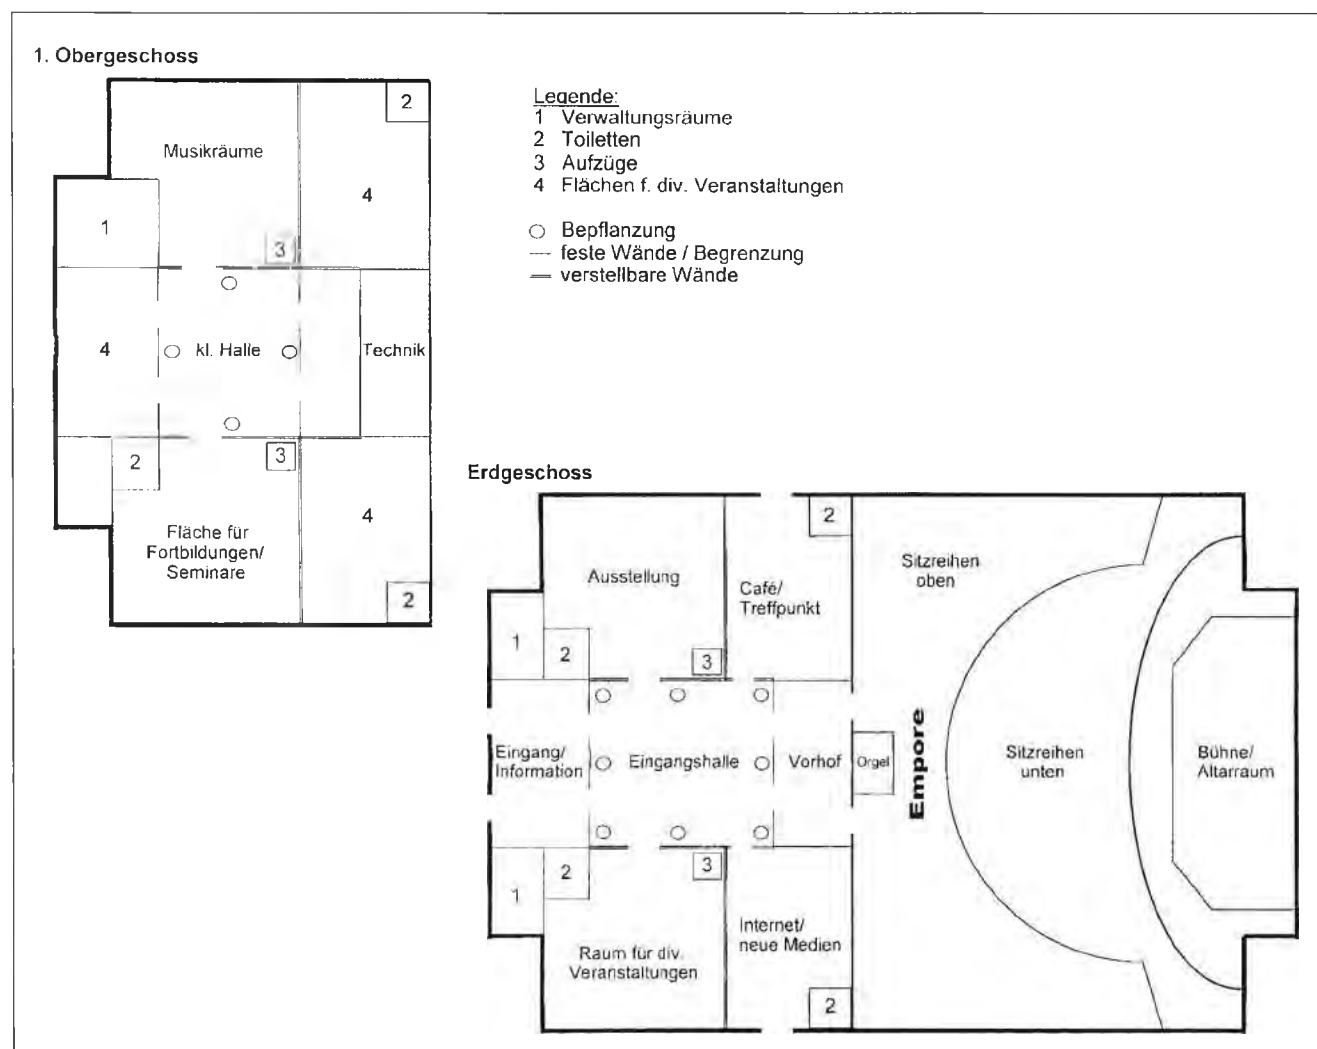 1. Obergeschoss
2
Musikräume
4
1
3
4
kl. Halle
Technik
2
3
4
Fläche für
Fortbildungen/
Seminare
2
Legende:
1 Verwaltungsräume
2 Toiletten
3 Aufzüge
4 Flächen f. div. Veranstaltungen
Bepflanzung
feste Wände / Begrenzung
verstellbare Wände
Erdgeschoss
2
Sitzreihen
oben
Ausstellung
Café/
Treffpunkt
1
2
3
Eingang/
Information
Eingangshalle
Vorhof
Orgel
Empore
Sitzreihen
unten
Bühne/
Altarraum
2
3
1
Internet/
neue Medien
Raum für div.
Veranstaltungen
2